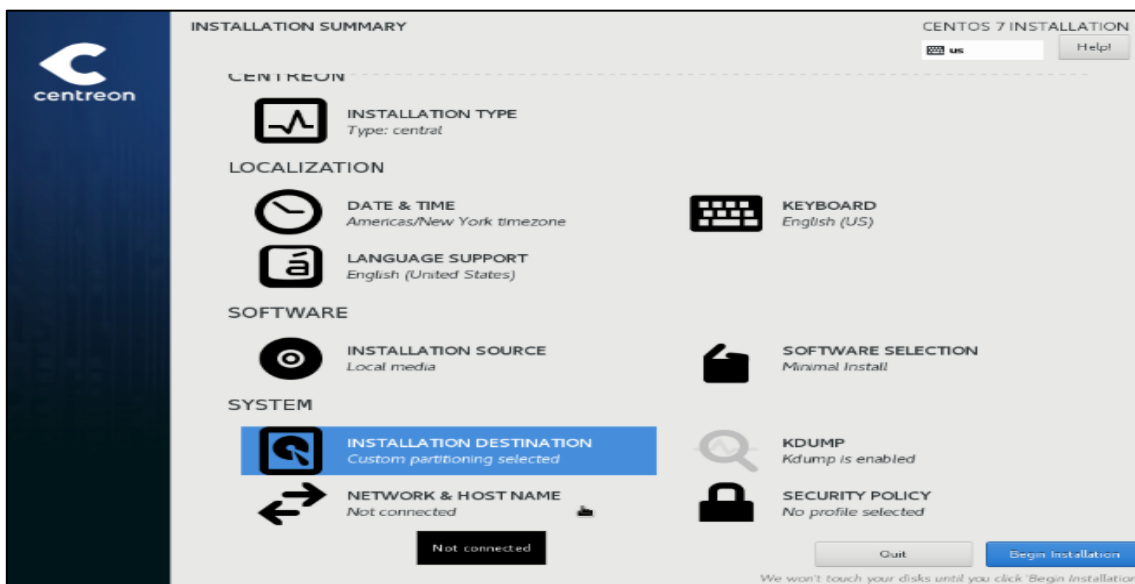 INSTALLATION SUMMARY
CENTOS 7 INSTALLATION
us
Help!
centreon
CENTREON
INSTALLATION TYPE
Type: central
LOCALIZATION
DATE & TIME
Americas/New York timezone
KEYBOARD
English (US)
á
LANGUAGE SUPPORT
English (United States)
SOFTWARE
INSTALLATION SOURCE
Local media
SOFTWARE SELECTION
Minimal Install
SYSTEM
INSTALLATION DESTINATION
Custom partitioning selected
KDUMP
Kdump is enabled
NETWORK & HOST NAME
Not connected
SECURITY POLICY
No profile selected
Not connected
Quit
Begin Installation
We won't touch your disks until you click 'Begin Installation